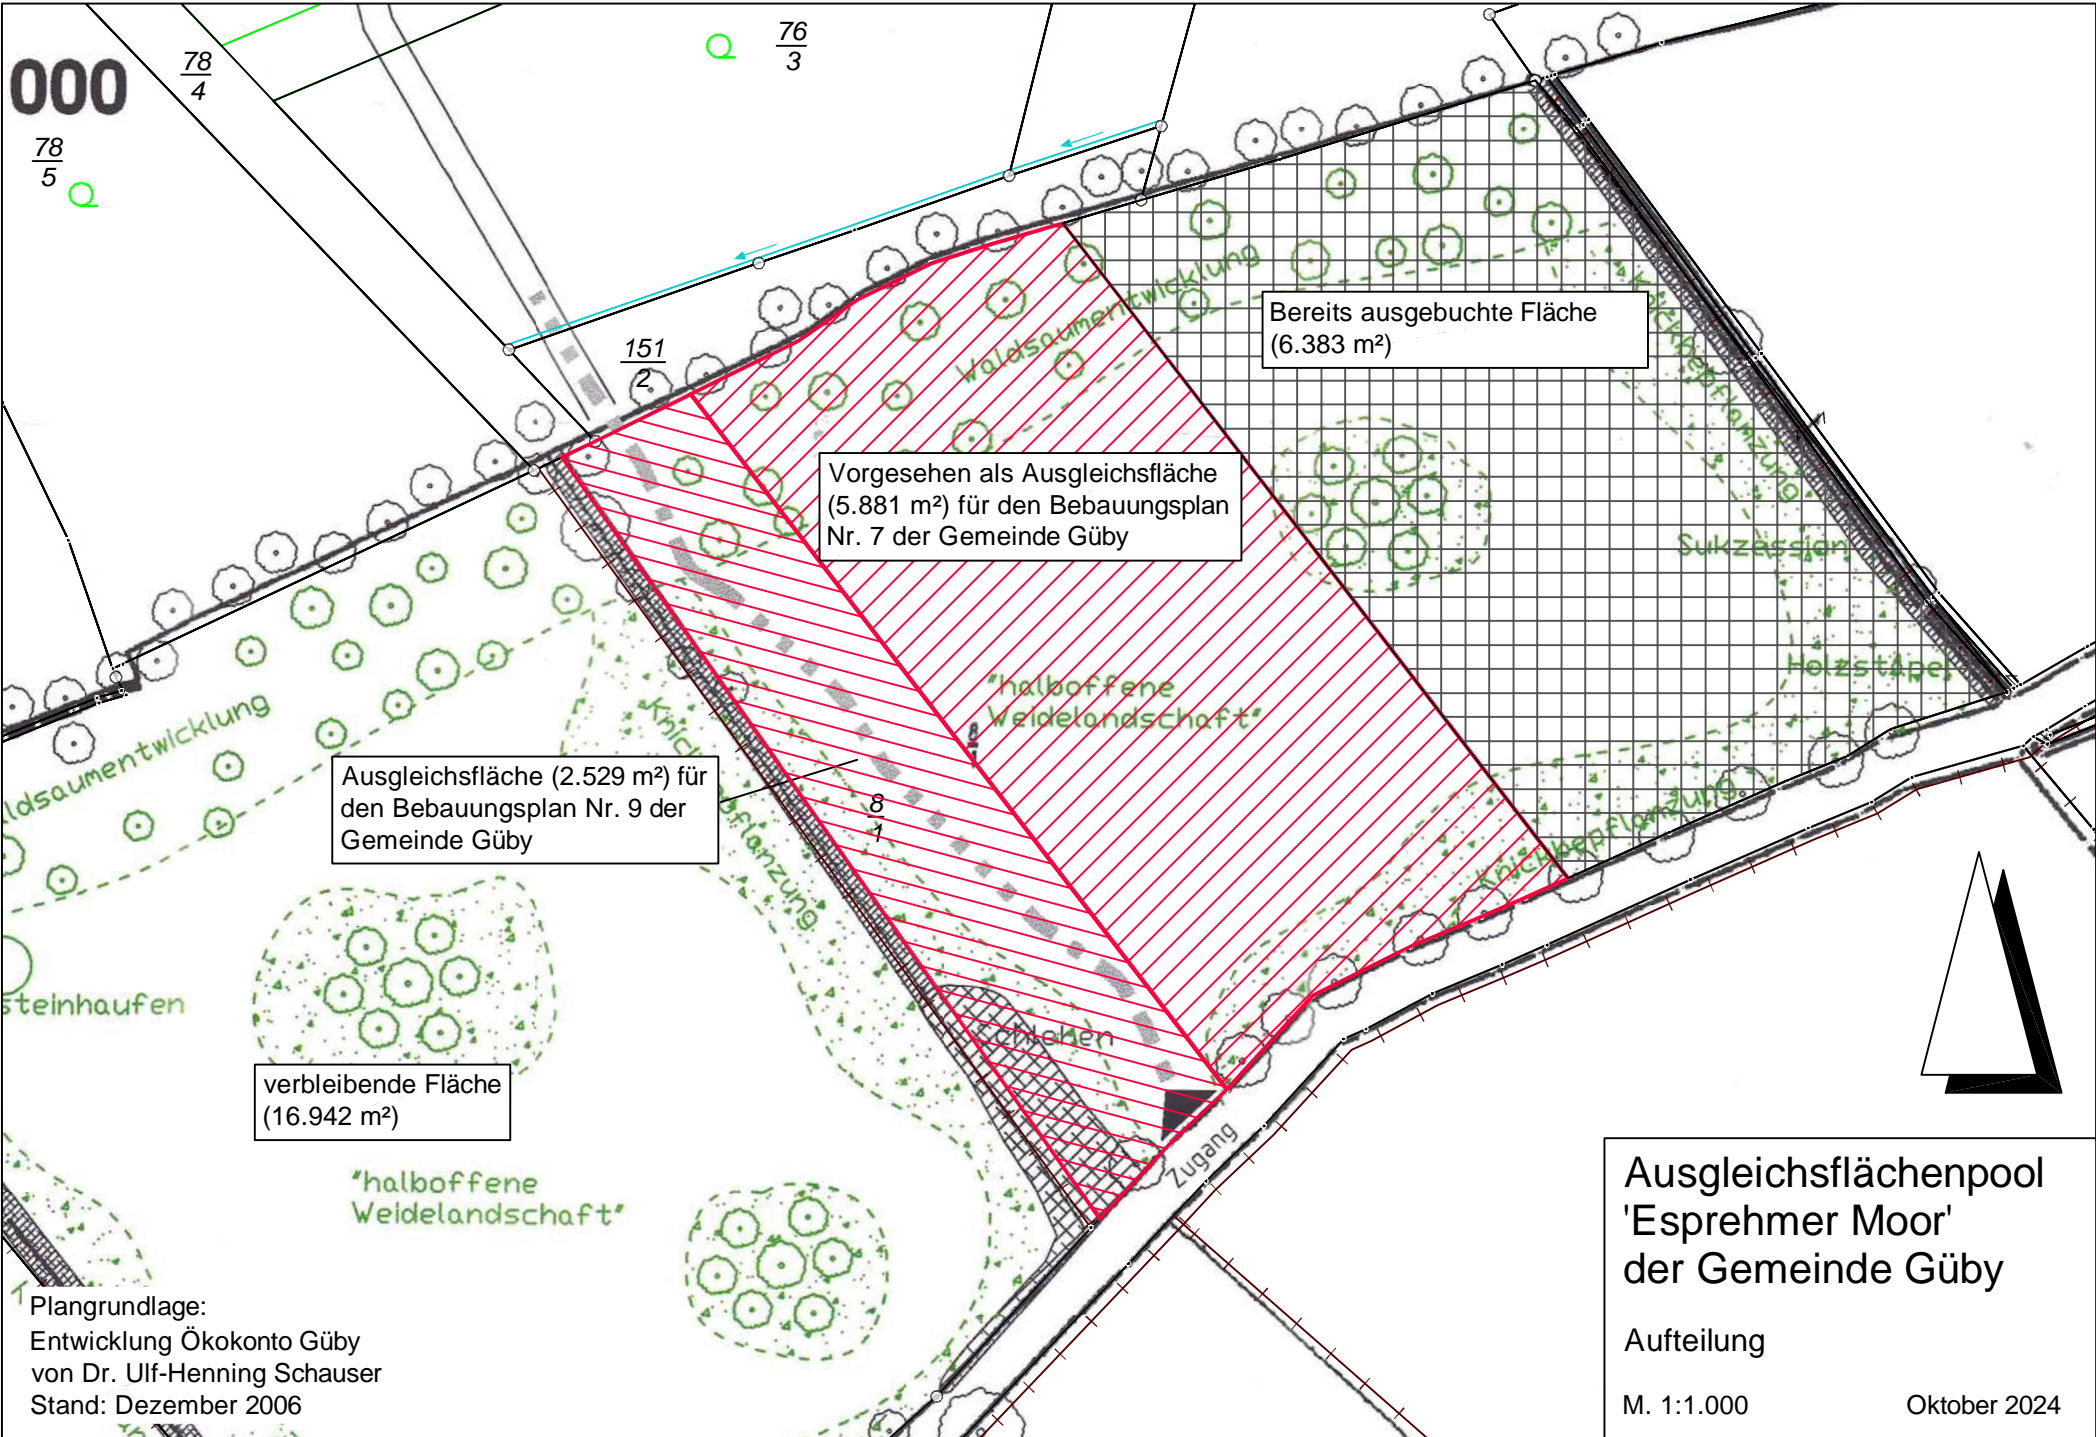 000
78
4
76
3
78
5
151
2
Waldsaumentwicklung
Bereits ausgebuchte Fläche
(6.383 m²)
Knickbepflanzung
Vorgesehen als Ausgleichsfläche
(5.881 m²) für den Bebauungsplan
Nr. 7 der Gemeinde Güby
Sukzession
Holzstapel
"halboffene
Weidelandschaft"
ldsaumentwicklung
Ausgleichsfläche (2.529 m²) für
den Bebauungsplan Nr. 9 der
Gemeinde Güby
8
1
Knickbepflanzung
steinhaufen
Schlehen
verbleibende Fläche
(16.942 m²)
Zugang
"halboffene
Weidelandschaft"
Plangrundlage:
Entwicklung Ökokonto Güby
von Dr. Ulf-Henning Schauser
Stand: Dezember 2006
Ausgleichsflächenpool
'Esprehmer Moor'
der Gemeinde Güby
Aufteilung
M. 1:1.000 Oktober 2024